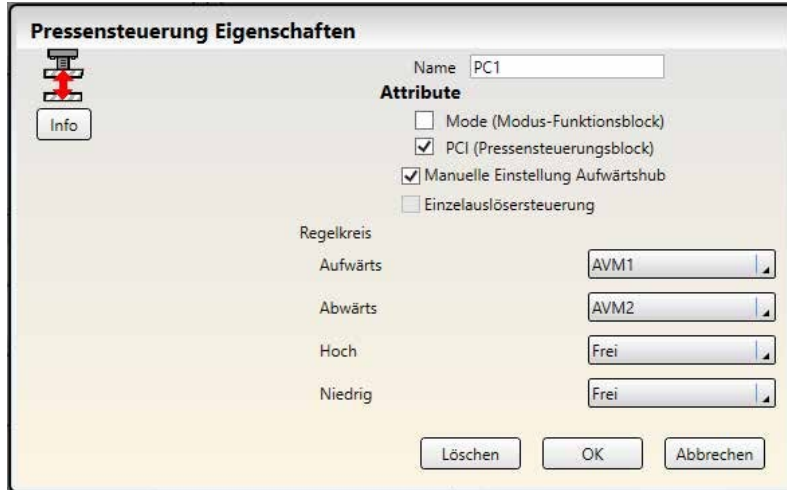 Pressensteuerung Eigenschaften
Name PC1
Attribute
Info
Mode (Modus-Funktionsblock)
PCI (Pressensteuerungsblock)
Manuelle Einstellung Aufwärtshub
Einzelauslösersteuerung
Regelkreis
Aufwärts AVM1
Abwärts AVM2
Hoch Frei
Niedrig Frei
Löschen OK Abbrechen